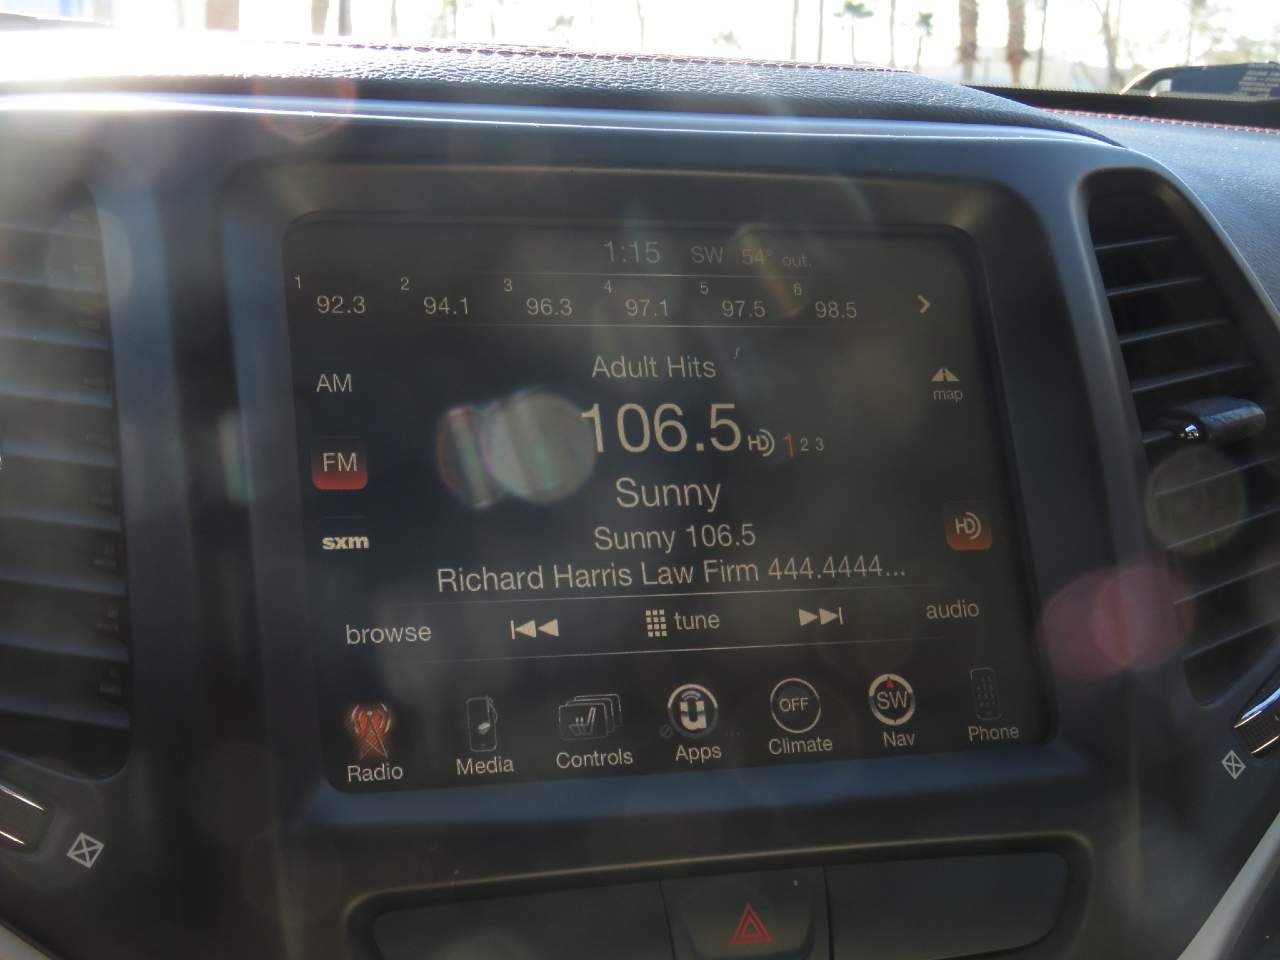 1:15 SW 54° out.
1 92.3 2 94.1 3 96.3 4 97.1 5 97.5 6 98.5
Adult Hits
AM
map
106.5 HD 1 2 3
FM
Sunny
HD
Sunny 106.5
sxm
Richard Harris Law Firm 444.4444...
browse tune audio
OFF SW
Radio Media Controls Apps Climate Nav Phone